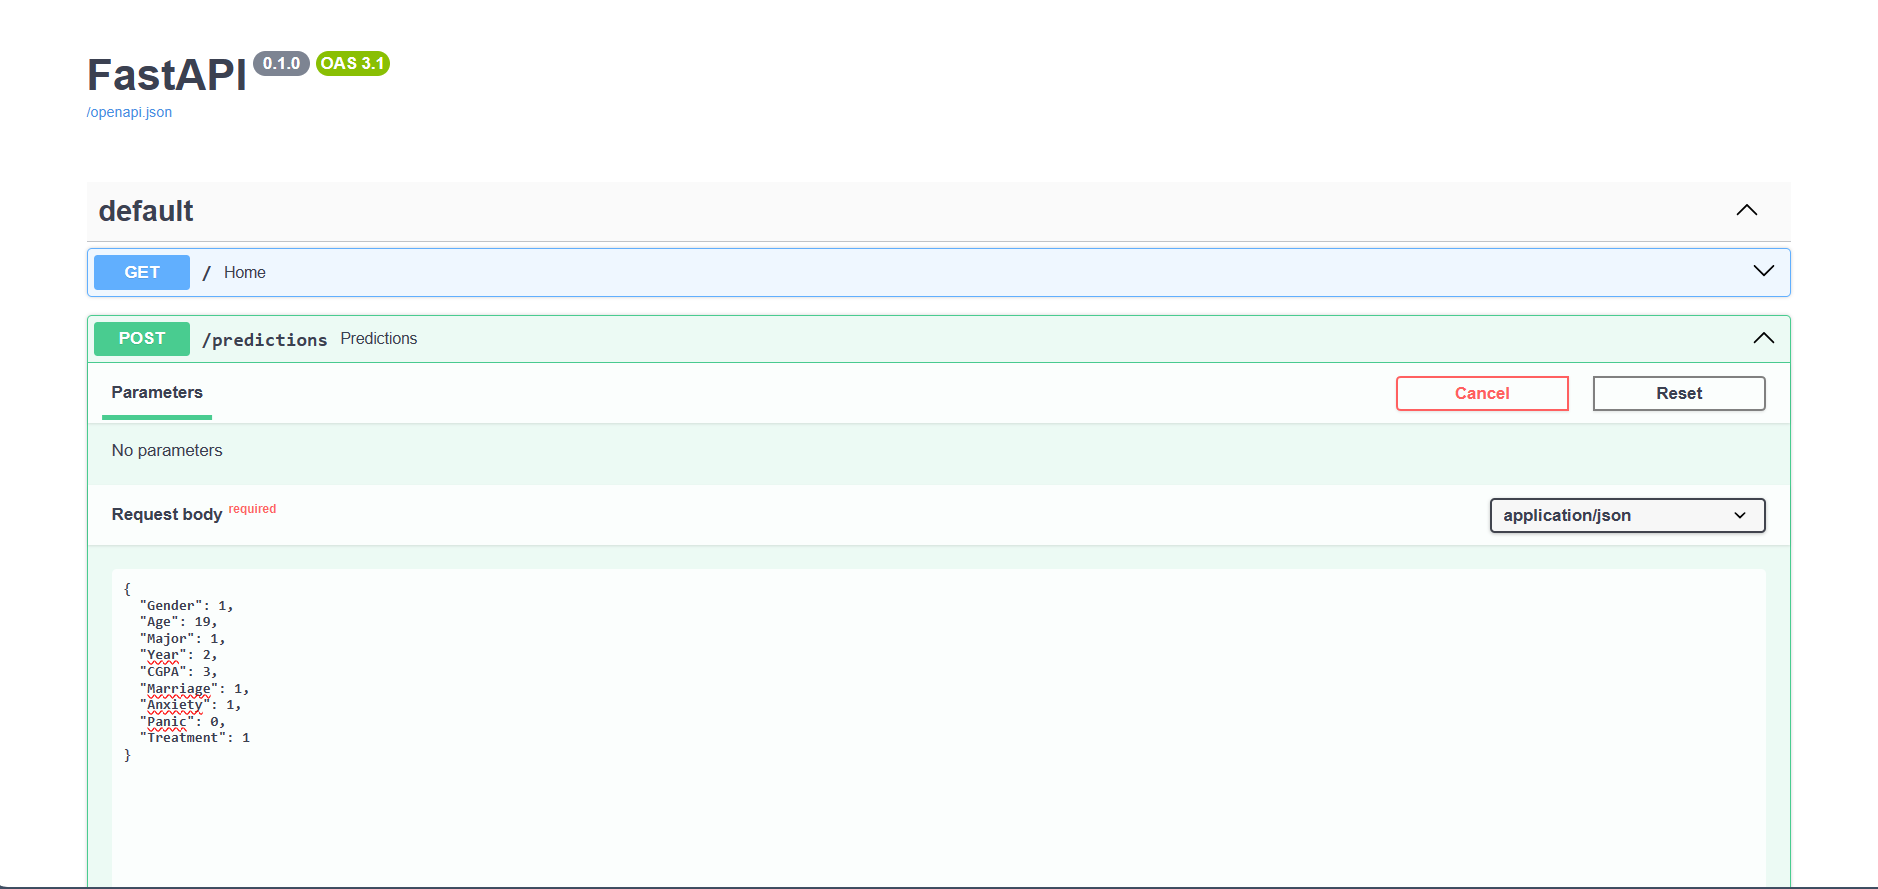 FastAPI 0.1.0 OAS 3.1
/openapi.json
default
GET / Home
POST /predictions Predictions
Parameters Cancel Reset
No parameters
Request body required application/json
{
  "Gender": 1,
  "Age": 19,
  "Major": 1,
  "Year": 2,
  "CGPA": 3,
  "Marriage": 1,
  "Anxiety": 1,
  "Panic": 0,
  "Treatment": 1
}